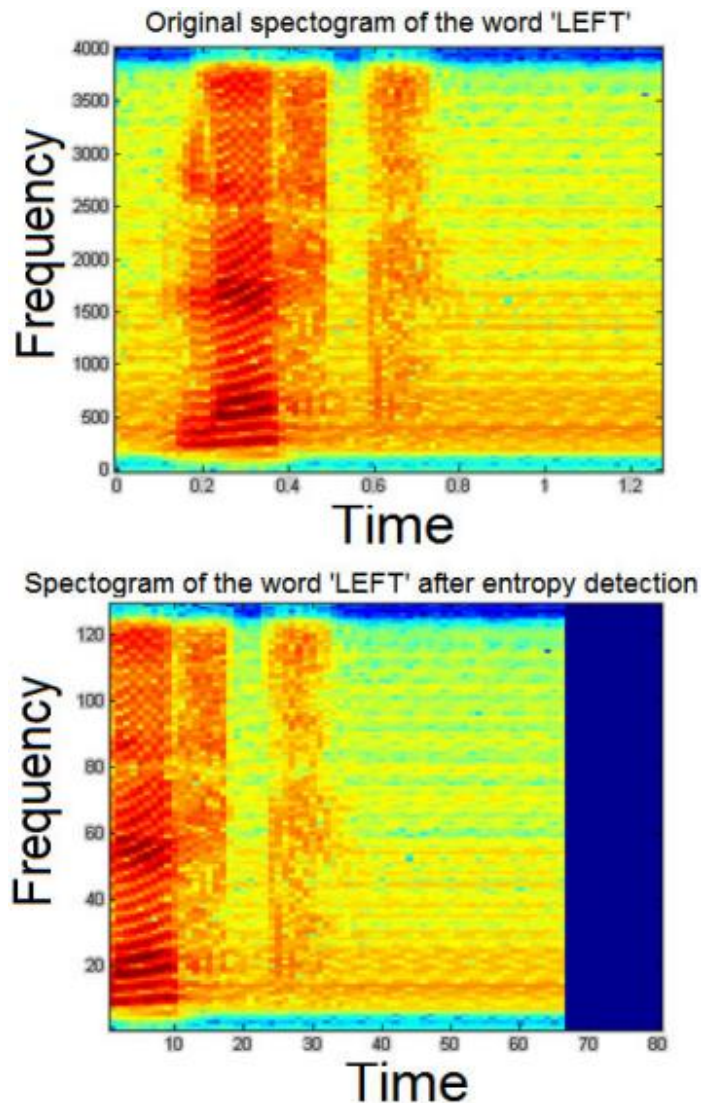 Original spectogram of the word 'LEFT'
4000
3500
3000
2500
2000
1500
1000
500
0
Frequency
0 0.2 0.4 0.6 0.8 1 1.2
Time
Spectogram of the word 'LEFT' after entropy detection
120
100
80
60
40
20
Frequency
10 20 30 40 50 60 70 80
Time